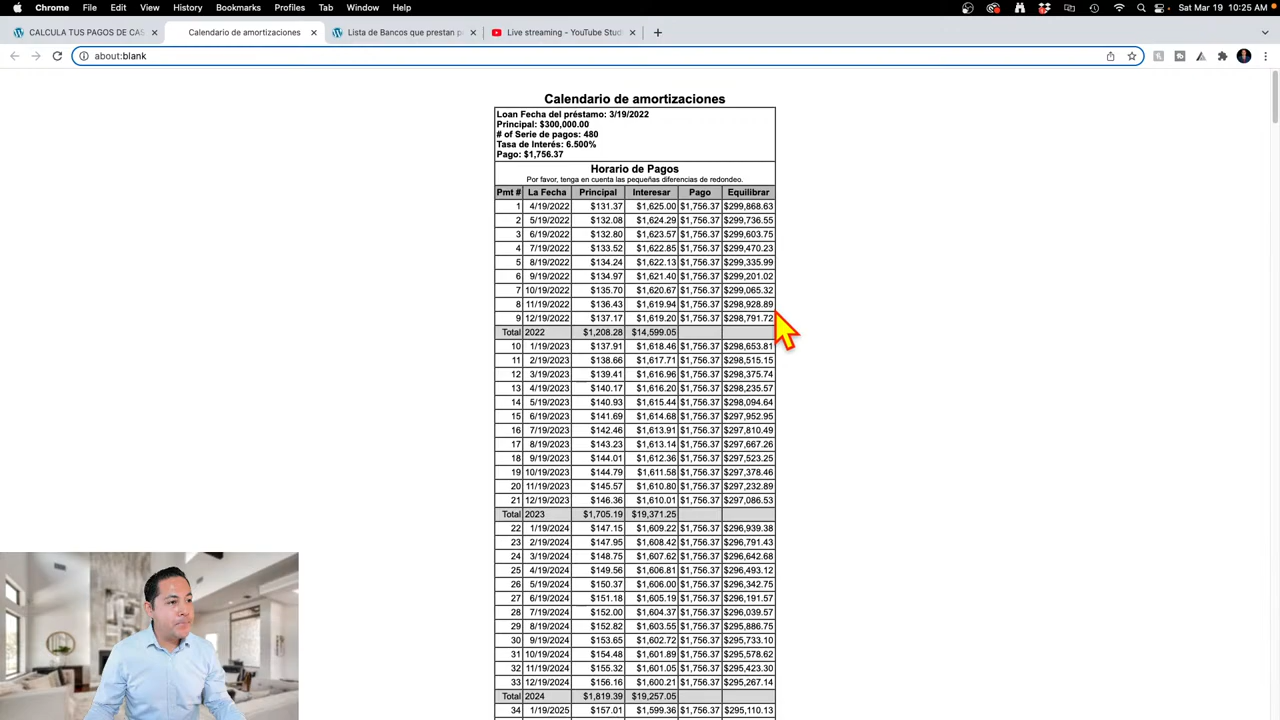 Chrome File Edit View History Bookmarks Profiles Tab Window Help Sat Mar 19 10:25 AM
CALCULA TUS PAGOS DE CAS Calendario de amortizaciones Lista de Bancos que prestan p Live streaming - YouTube Stud
about:blank
Calendario de amortizaciones
Loan Fecha del préstamo: 3/19/2022
Principal: $300,000.00
# of Serie de pagos: 480
Tasa de Interés: 6.500%
Pago: $1,756.37
Horario de Pagos
Por favor, tenga en cuenta las pequeñas diferencias de redondeo.
Pmt # La Fecha Principal Interesar Pago Equilibrar
1 4/19/2022 $131.37 $1,625.00 $1,756.37 $299,868.63
2 5/19/2022 $132.08 $1,624.29 $1,756.37 $299,736.55
3 6/19/2022 $132.80 $1,623.57 $1,756.37 $299,603.75
4 7/19/2022 $133.52 $1,622.85 $1,756.37 $299,470.23
5 8/19/2022 $134.24 $1,622.13 $1,756.37 $299,335.99
6 9/19/2022 $134.97 $1,621.40 $1,756.37 $299,201.02
7 10/19/2022 $135.70 $1,620.67 $1,756.37 $299,065.32
8 11/19/2022 $136.43 $1,619.94 $1,756.37 $298,928.89
9 12/19/2022 $137.17 $1,619.20 $1,756.37 $298,791.72
Total 2022 $1,208.28 $14,599.05
10 1/19/2023 $137.91 $1,618.46 $1,756.37 $298,653.81
11 2/19/2023 $138.66 $1,617.71 $1,756.37 $298,515.15
12 3/19/2023 $139.41 $1,616.96 $1,756.37 $298,375.74
13 4/19/2023 $140.17 $1,616.20 $1,756.37 $298,235.57
14 5/19/2023 $140.93 $1,615.44 $1,756.37 $298,094.64
15 6/19/2023 $141.69 $1,614.68 $1,756.37 $297,952.95
16 7/19/2023 $142.46 $1,613.91 $1,756.37 $297,810.49
17 8/19/2023 $143.23 $1,613.14 $1,756.37 $297,667.26
18 9/19/2023 $144.01 $1,612.36 $1,756.37 $297,523.25
19 10/19/2023 $144.79 $1,611.58 $1,756.37 $297,378.46
20 11/19/2023 $145.57 $1,610.80 $1,756.37 $297,232.89
21 12/19/2023 $146.36 $1,610.01 $1,756.37 $297,086.53
Total 2023 $1,705.19 $19,371.25
22 1/19/2024 $147.15 $1,609.22 $1,756.37 $296,939.38
23 2/19/2024 $147.95 $1,608.42 $1,756.37 $296,791.43
24 3/19/2024 $148.75 $1,607.62 $1,756.37 $296,642.68
25 4/19/2024 $149.56 $1,606.81 $1,756.37 $296,493.12
26 5/19/2024 $150.37 $1,606.00 $1,756.37 $296,342.75
27 6/19/2024 $151.18 $1,605.19 $1,756.37 $296,191.57
28 7/19/2024 $152.00 $1,604.37 $1,756.37 $296,039.57
29 8/19/2024 $152.82 $1,603.55 $1,756.37 $295,886.75
30 9/19/2024 $153.65 $1,602.72 $1,756.37 $295,733.10
31 10/19/2024 $154.48 $1,601.89 $1,756.37 $295,578.62
32 11/19/2024 $155.32 $1,601.05 $1,756.37 $295,423.30
33 12/19/2024 $156.16 $1,600.21 $1,756.37 $295,267.14
Total 2024 $1,819.39 $19,257.05
34 1/19/2025 $157.01 $1,599.36 $1,756.37 $295,110.13